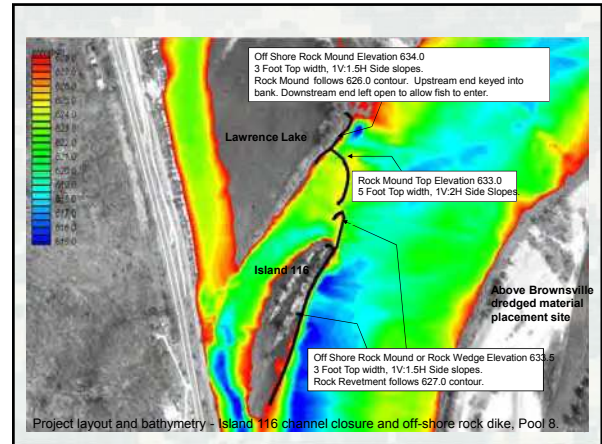 Off Shore Rock Mound Elevation 634.0
3 Foot Top width, 1V:1.5H Side slopes.
Rock Mound follows 626.0 contour. Upstream end keyed into
bank. Downstream end left open to allow fish to enter.
Lawrence Lake
Rock Mound Top Elevation 633.0
5 Foot Top width, 1V:2H Side Slopes.
Island 116
Above Brownsville
dredged material
placement site
Off Shore Rock Mound or Rock Wedge Elevation 633.5
3 Foot Top width, 1V:1.5H Side slopes.
Rock Revetment follows 627.0 contour.
Project layout and bathymetry - Island 116 channel closure and off-shore rock dike, Pool 8.